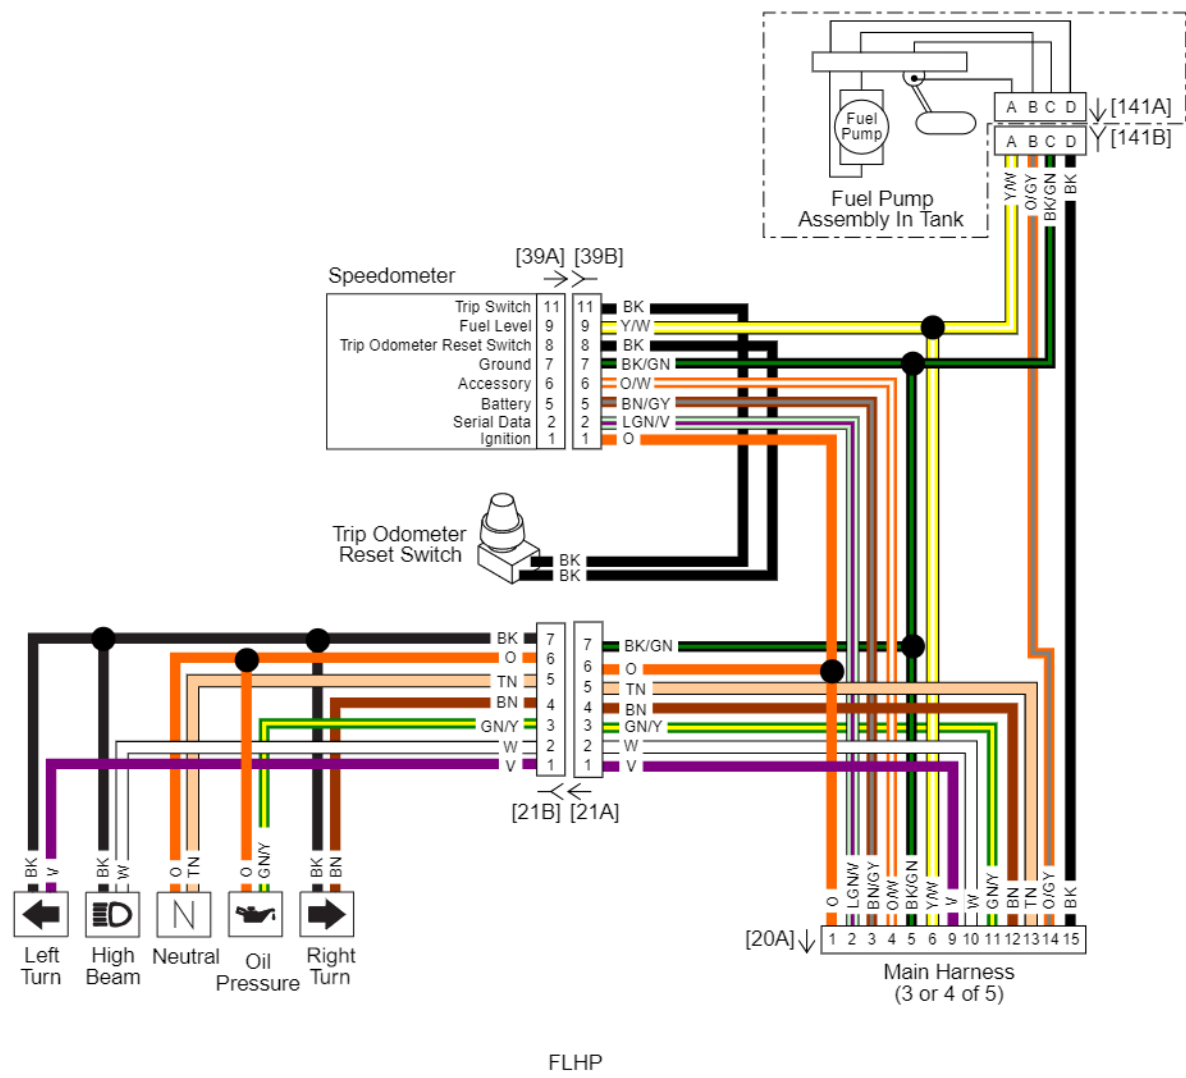 A B C D [141A]
Fuel
Pump
A B C D [141B]
Y/W O/GY BK/GN BK
Fuel Pump
Assembly In Tank
[39A] [39B]
Speedometer
Trip Switch 11 11 BK
Fuel Level 9 9 Y/W
Trip Odometer Reset Switch 8 8 BK
Ground 7 7 BK/GN
Accessory 6 6 O/W
Battery 5 5 BN/GY
Serial Data 2 2 LGN/V
Ignition 1 1 O
Trip Odometer
Reset Switch
BK
BK
BK 7 7 BK/GN
O 6 6 O
TN 5 5 TN
BN 4 4 BN
GN/Y 3 3 GN/Y
W 2 2 W
V 1 1 V
[21B] [21A]
BK V BK W O TN O GN/Y BK BN
O LGN/V BN/GY O/W BK/GN Y/W V W GN/Y BN TN O/GY BK
N
[20A] 1 2 3 4 5 6 9 10 11 12 13 14 15
Left
Turn
High
Beam
Neutral
Oil
Pressure
Right
Turn
Main Harness
(3 or 4 of 5)
FLHP